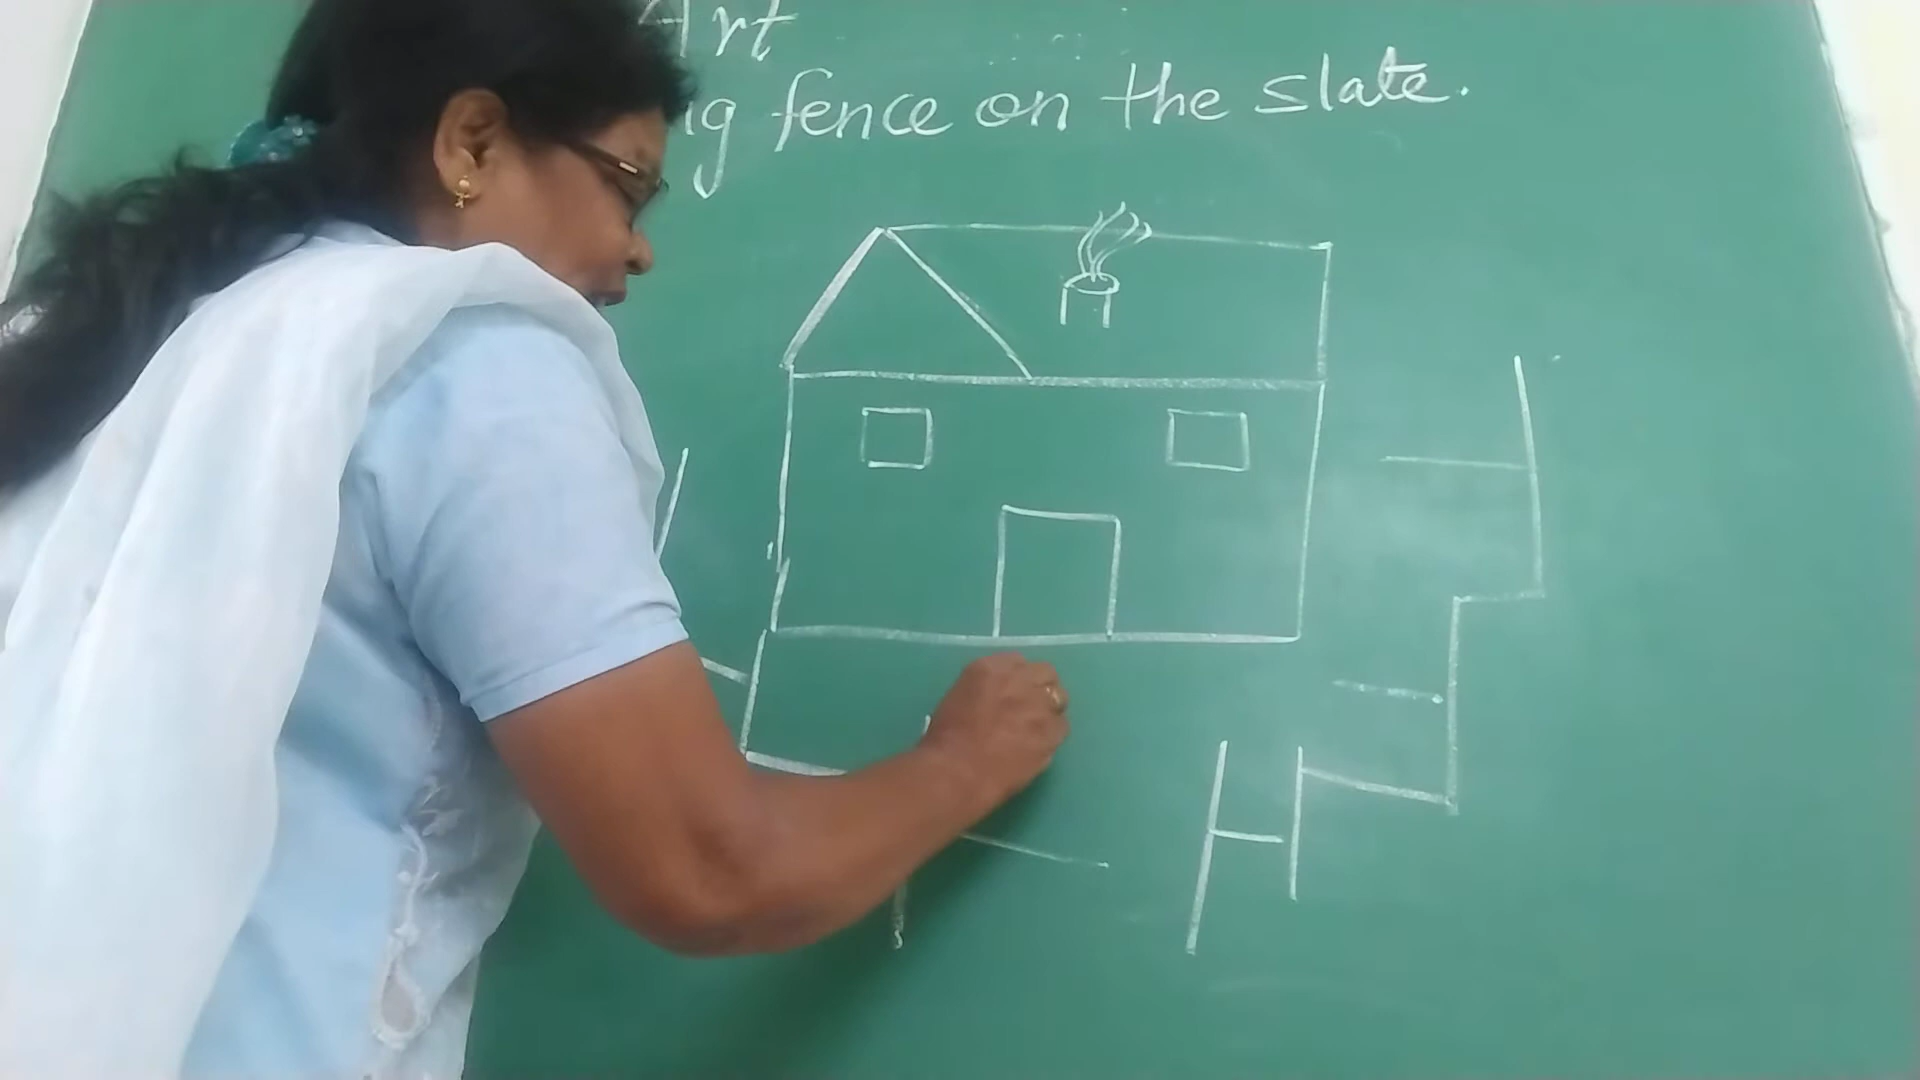 Art
fence on the slate.